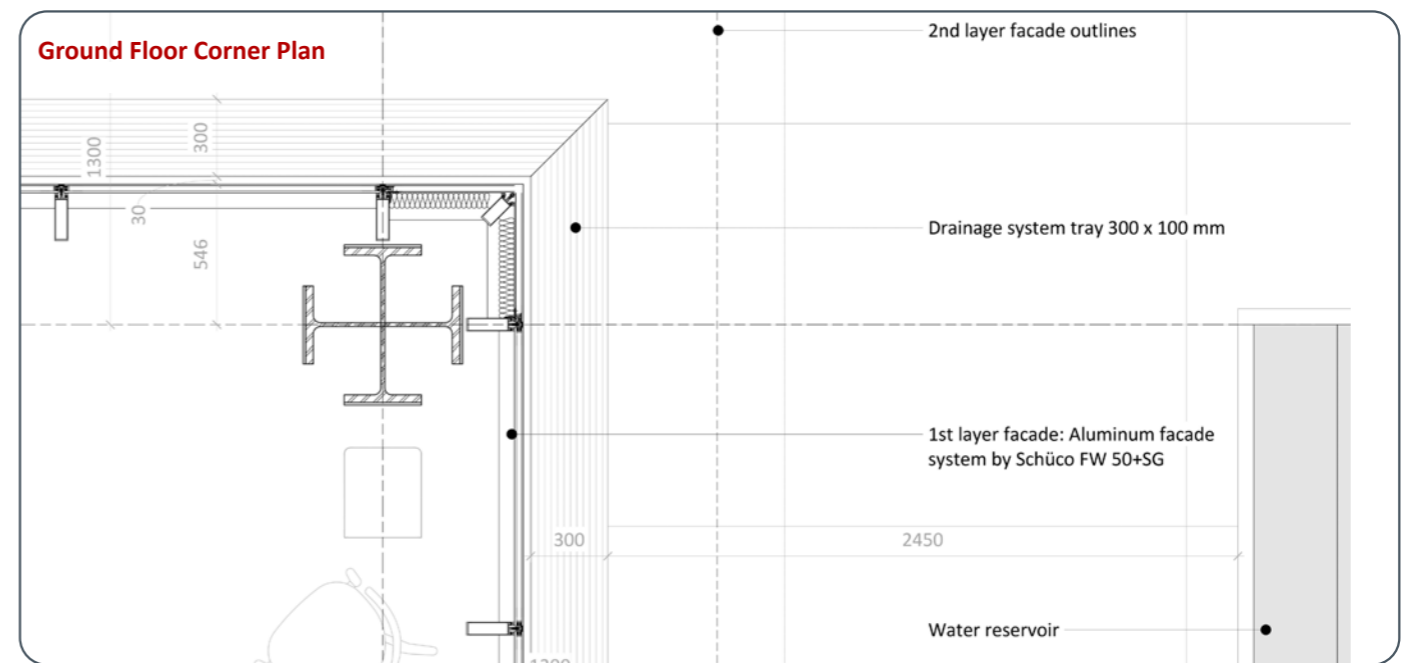 Ground Floor Corner Plan
2nd layer facade outlines
1300
300
30
546
Drainage system tray 300 x 100 mm
1st layer facade: Aluminum facade
system by Schüco FW 50+SG
300
2450
Water reservoir